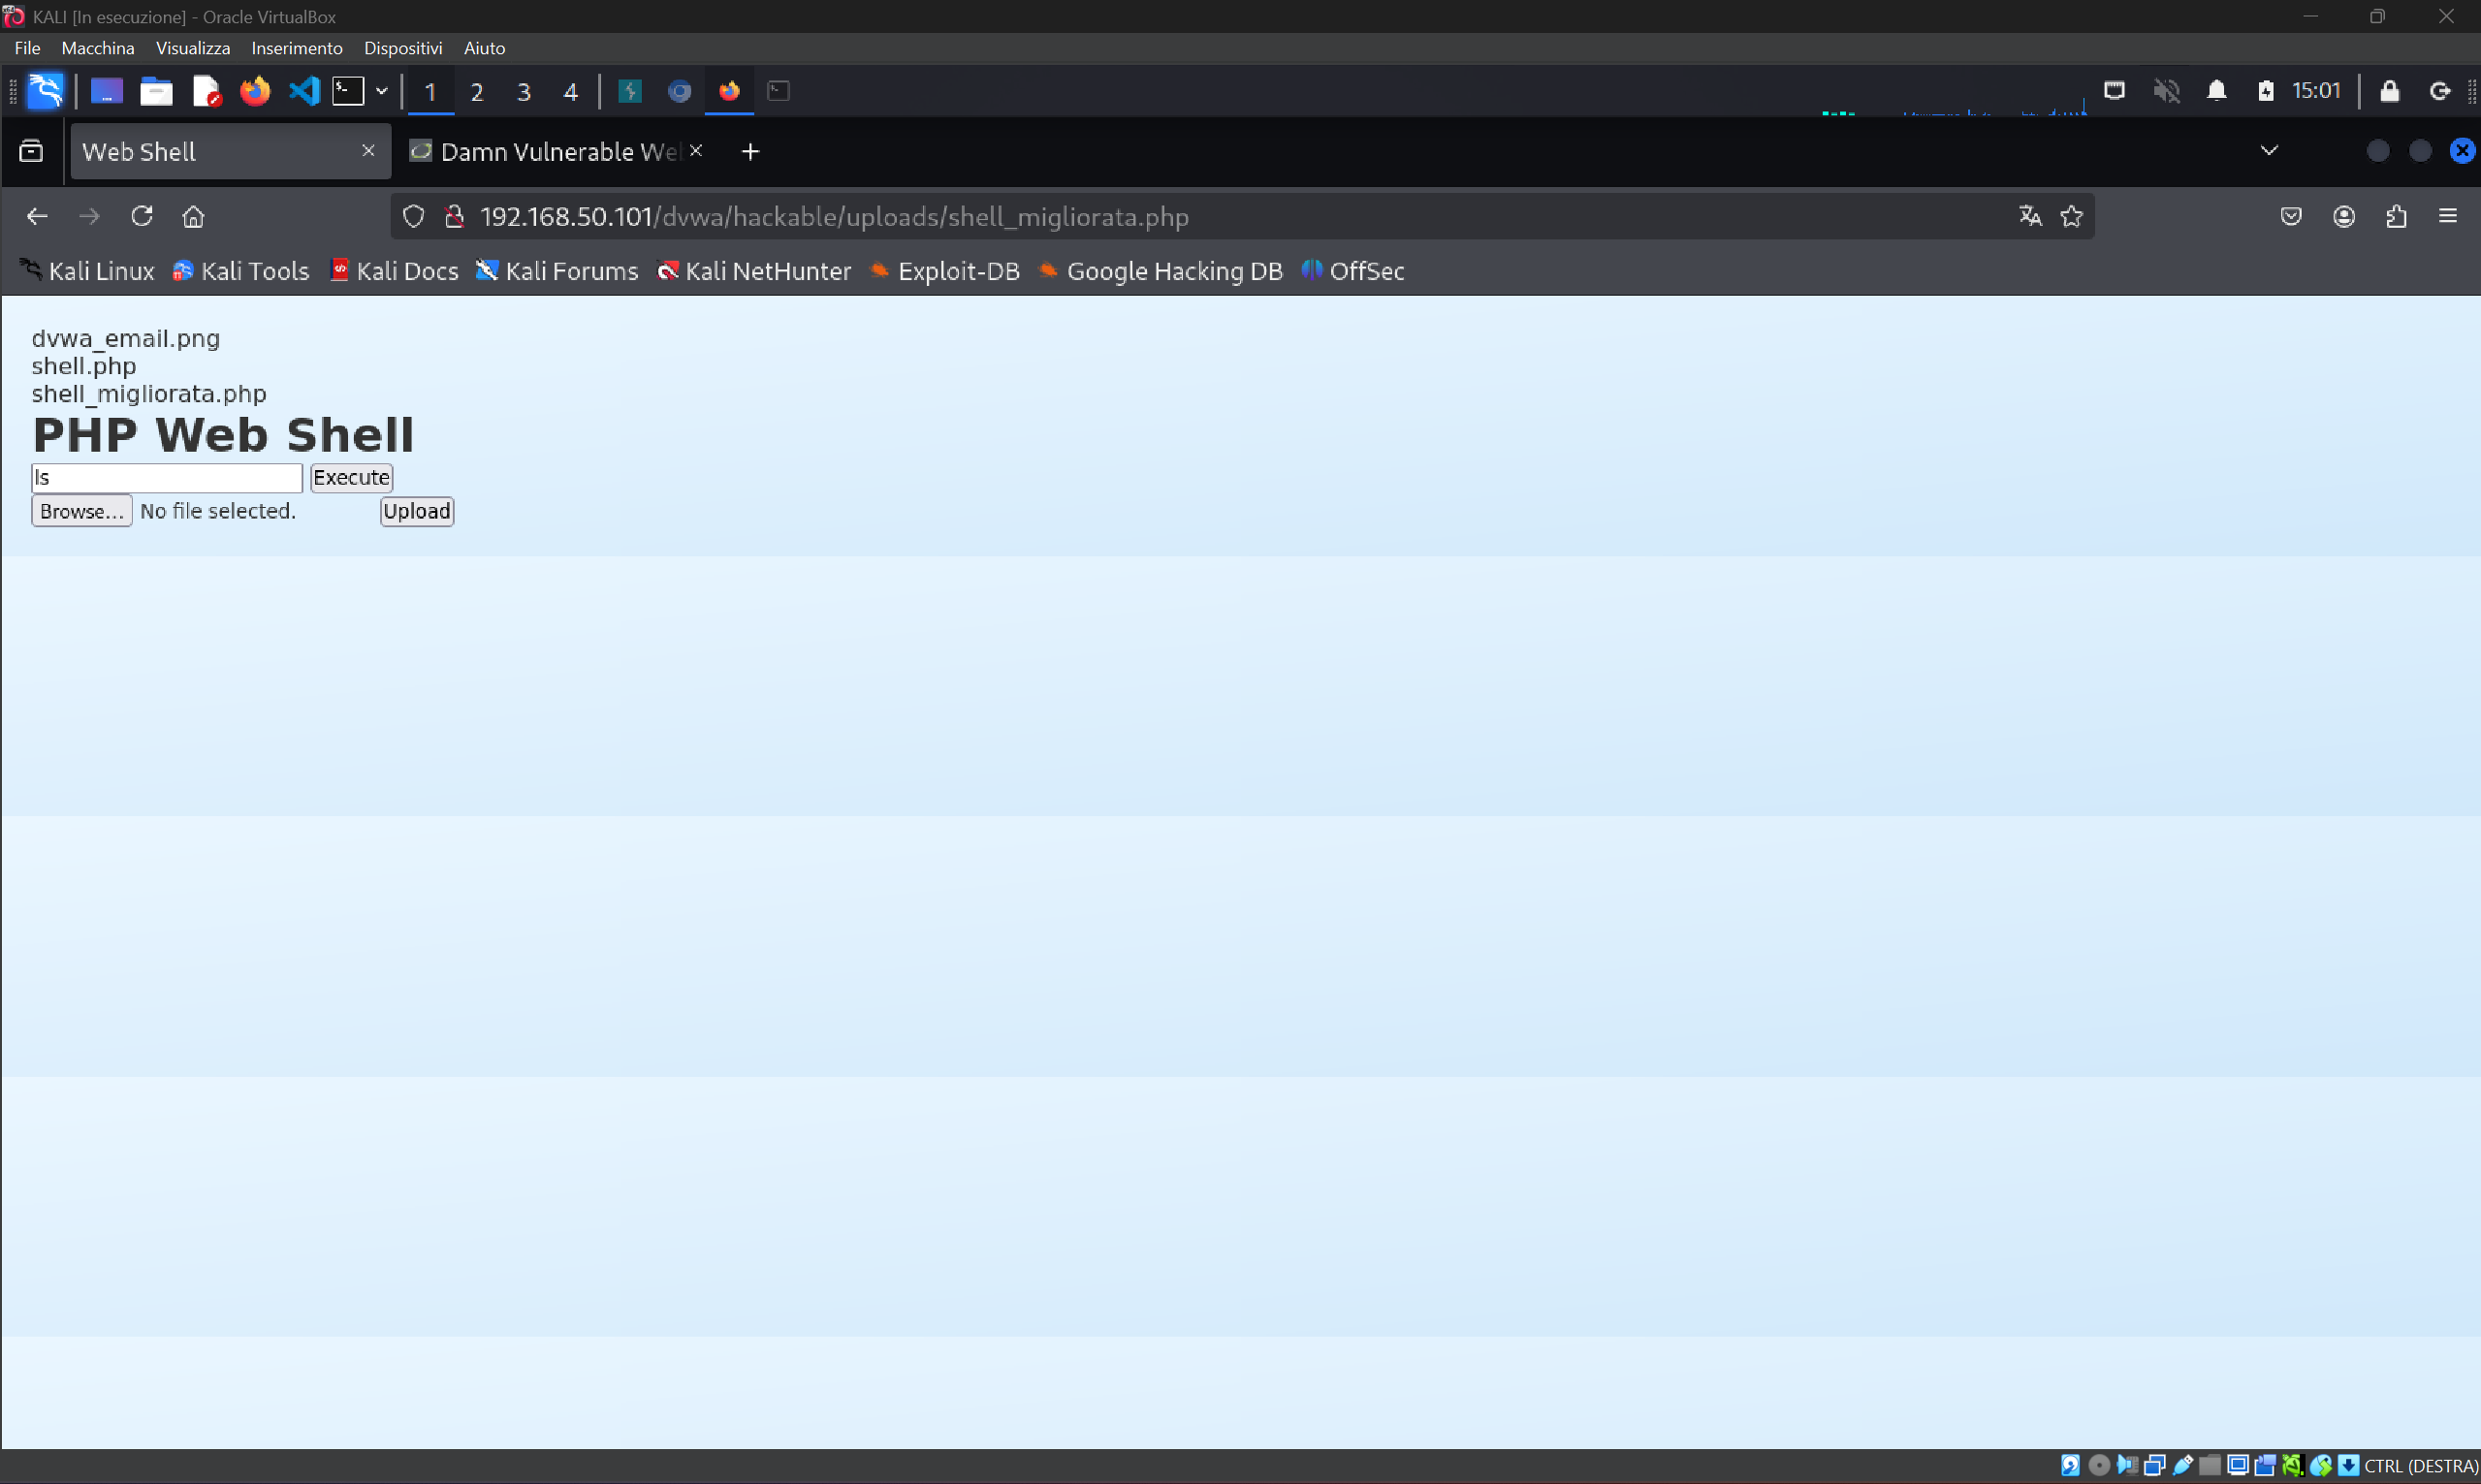 KALI [In esecuzione] - Oracle VirtualBox
File Macchina Visualizza Inserimento Dispositivi Aiuto
1 2 3 4 15:01
Web Shell Damn Vulnerable We
192.168.50.101/dvwa/hackable/uploads/shell_migliorata.php
Kali Linux Kali Tools Kali Docs Kali Forums Kali NetHunter Exploit-DB Google Hacking DB OffSec
dvwa_email.png
shell.php
shell_migliorata.php
PHP Web Shell
ls Execute
Browse... No file selected. Upload
CTRL (DESTRA)